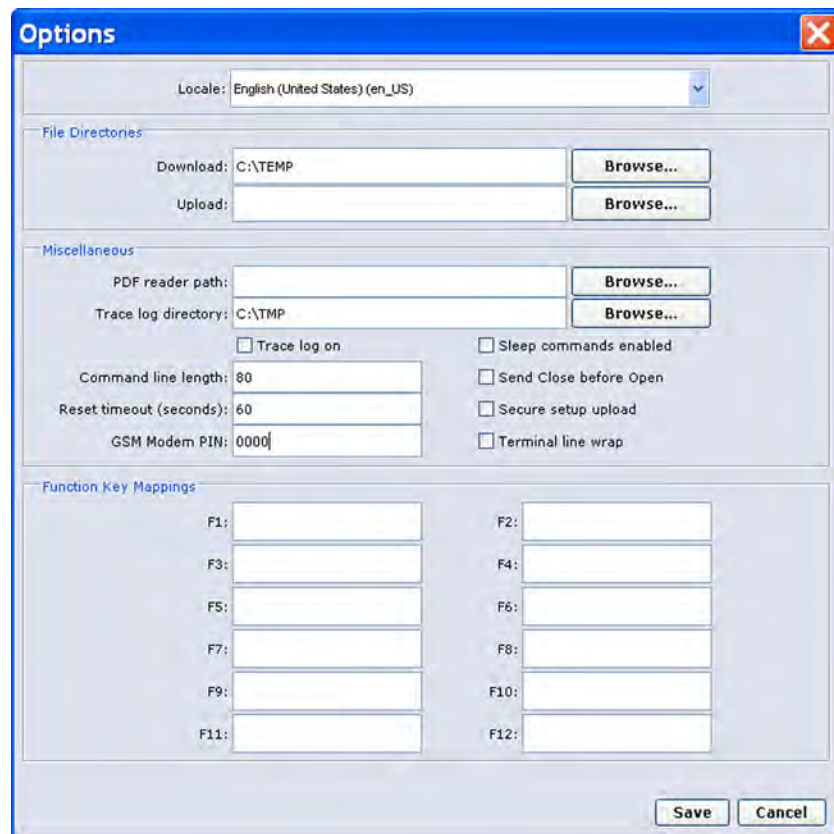 Options
Locale: English (United States) (en_US)
File Directories
Download: C:\TEMP Browse...
Upload: Browse...
Miscellaneous
PDF reader path: Browse...
Trace log directory: C:\TMP Browse...
Trace log on Sleep commands enabled
Command line length: 80 Send Close before Open
Reset timeout (seconds): 60 Secure setup upload
GSM Modem PIN: 0000 Terminal line wrap
Function Key Mappings
F1: F2:
F3: F4:
F5: F6:
F7: F8:
F9: F10:
F11: F12:
Save Cancel